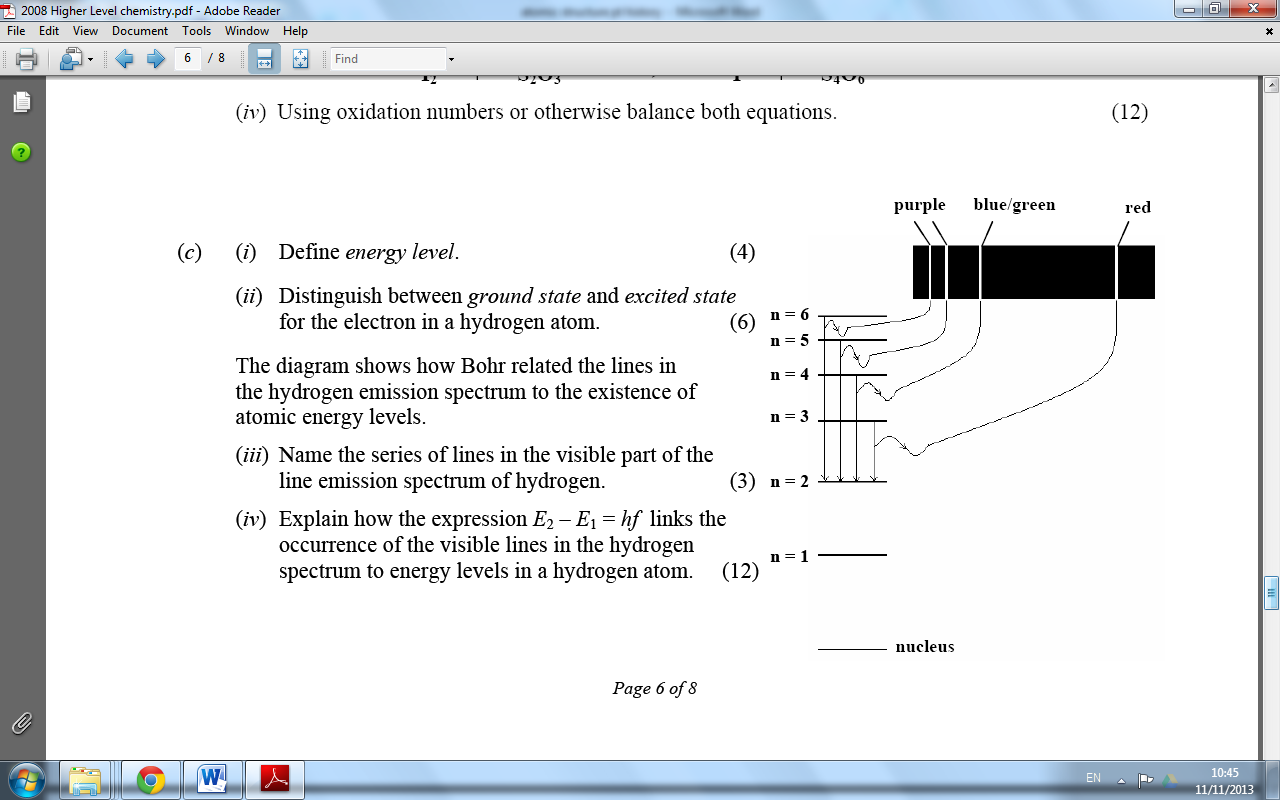 2008 Higher Level chemistry.pdf - Adobe Reader
File Edit View Document Tools Window Help
6 / 8 Find
(iv) Using oxidation numbers or otherwise balance both equations. (12)
purple blue/green red
(c) (i) Define energy level. (4)
(ii) Distinguish between ground state and excited state
for the electron in a hydrogen atom. (6)
The diagram shows how Bohr related the lines in
the hydrogen emission spectrum to the existence of
atomic energy levels.
(iii) Name the series of lines in the visible part of the
line emission spectrum of hydrogen. (3)
(iv) Explain how the expression E₂ – E₁ = hf links the
occurrence of the visible lines in the hydrogen
spectrum to energy levels in a hydrogen atom. (12)
n = 6
n = 5
n = 4
n = 3
n = 2
n = 1
nucleus
Page 6 of 8
EN
10:45
11/11/2013